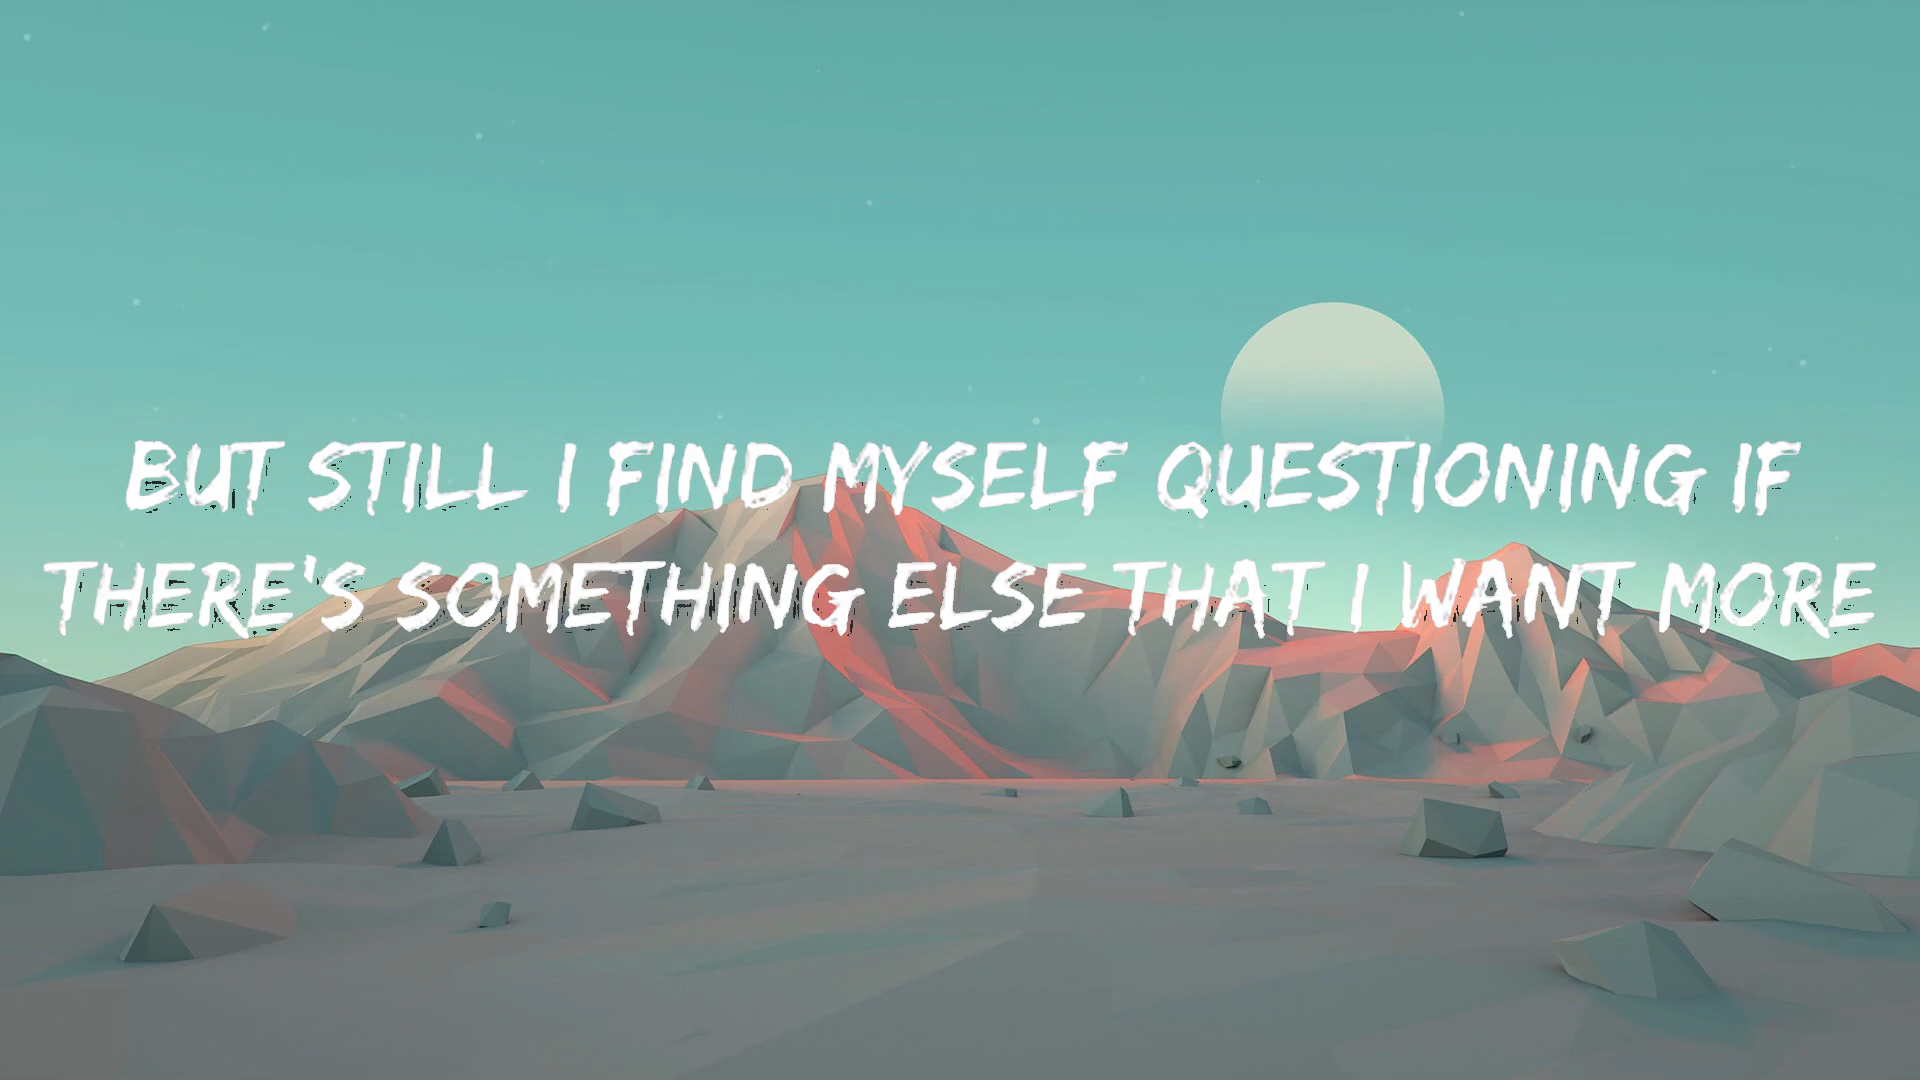 BUT STILL I FIND MYSELF QUESTIONING IF
THERE'S SOMETHING ELSE THAT I WANT MORE